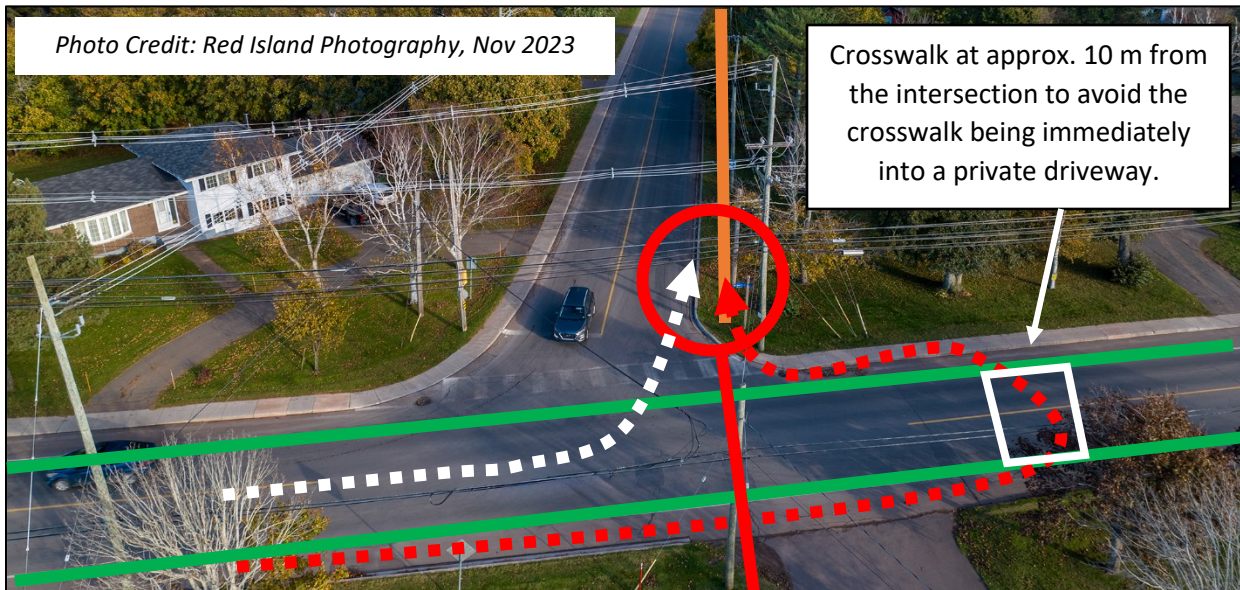 Photo Credit: Red Island Photography, Nov 2023
Crosswalk at approx. 10 m from
the intersection to avoid the
crosswalk being immediately
into a private driveway.